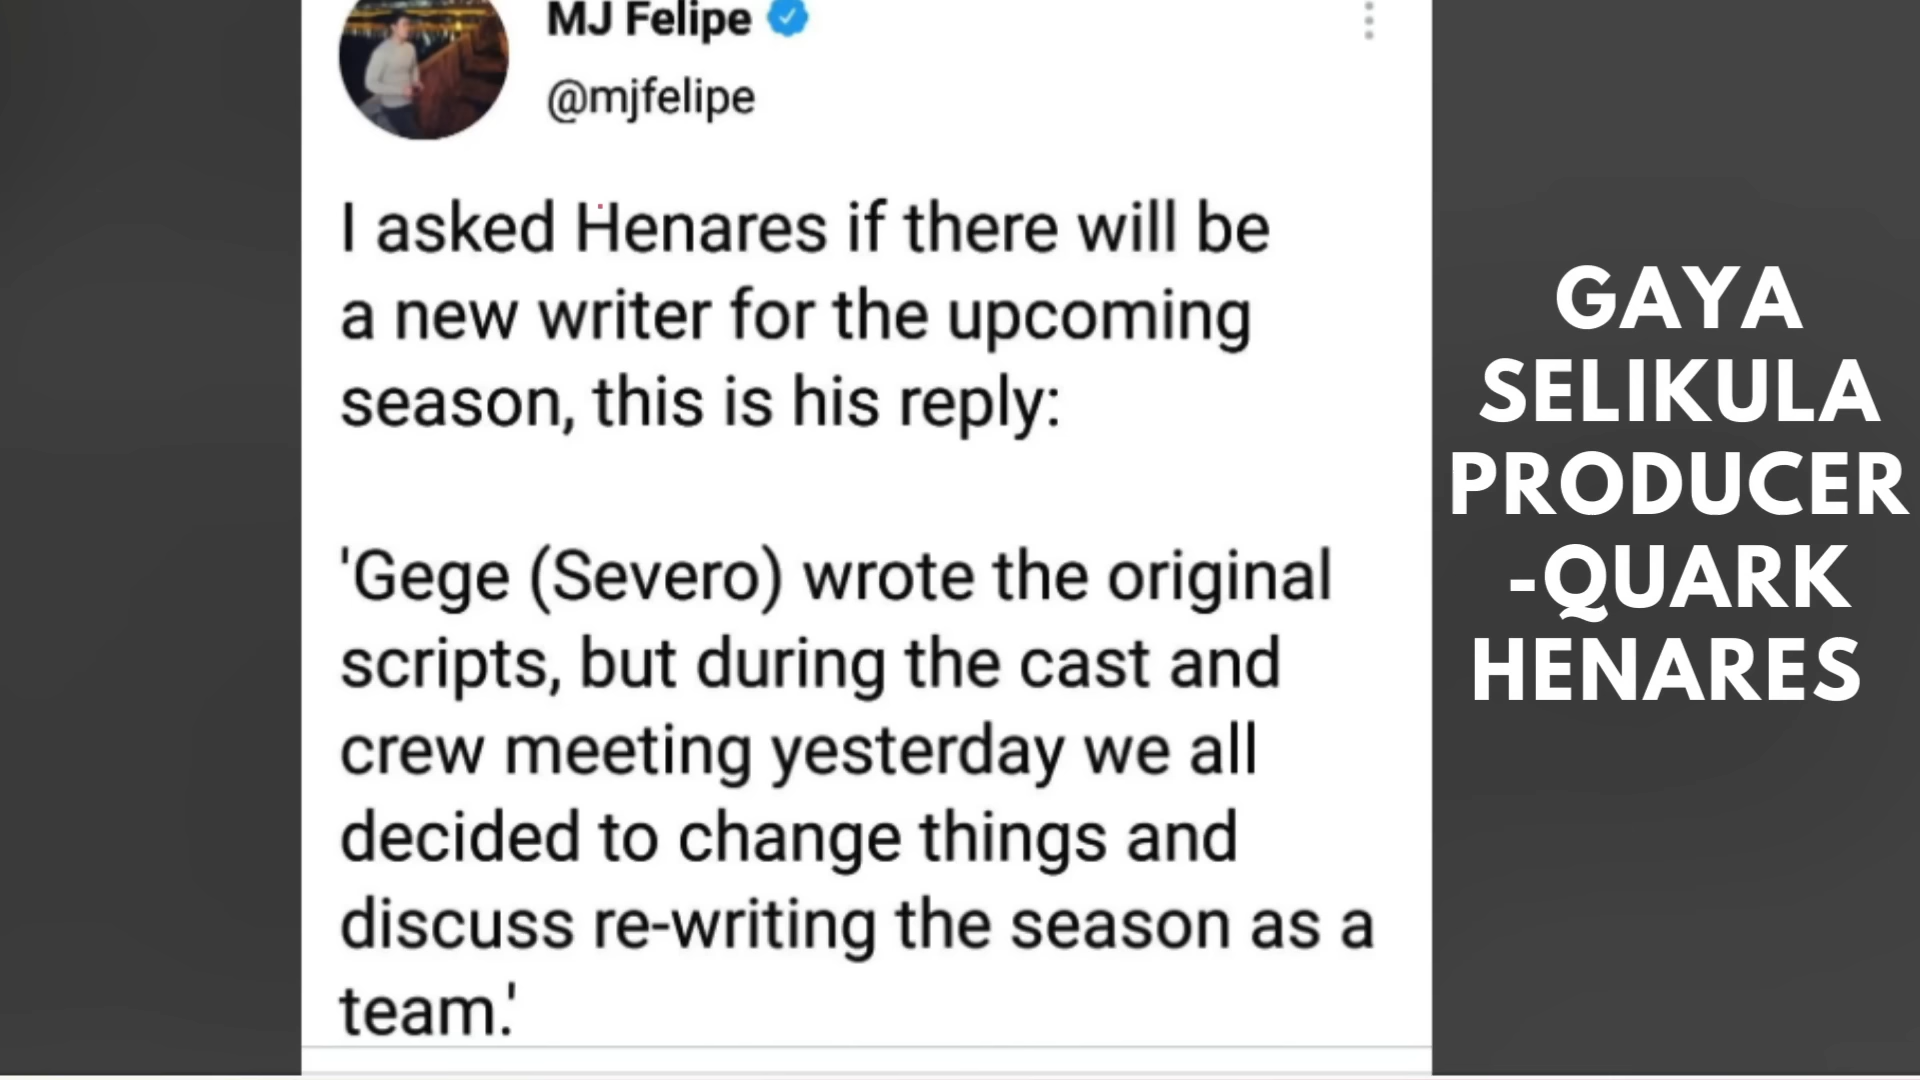 MJ Felipe
@mjfelipe
I asked Henares if there will be
a new writer for the upcoming
season, this is his reply:
'Gege (Severo) wrote the original
scripts, but during the cast and
crew meeting yesterday we all
decided to change things and
discuss re-writing the season as a
team.'
GAYA
SELIKULA
PRODUCER
-QUARK
HENARES